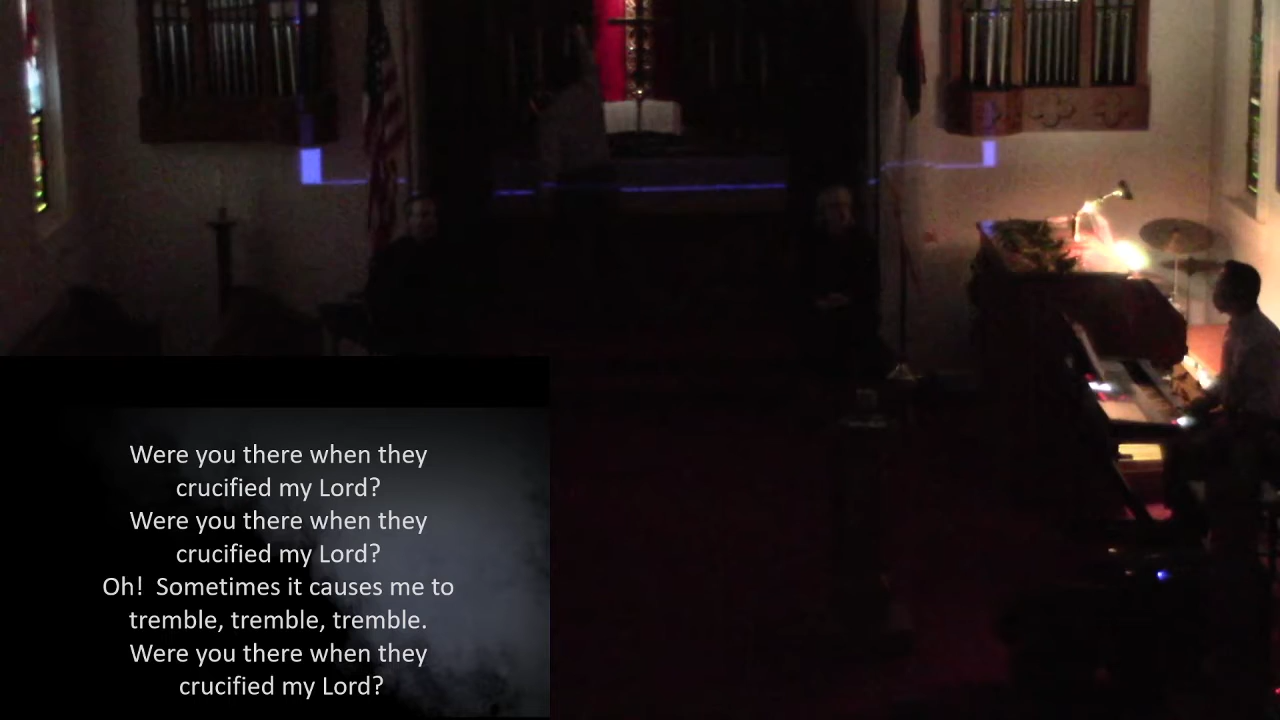 Were you there when they
crucified my Lord?
Were you there when they
crucified my Lord?
Oh!  Sometimes it causes me to
tremble, tremble, tremble.
Were you there when they
crucified my Lord?